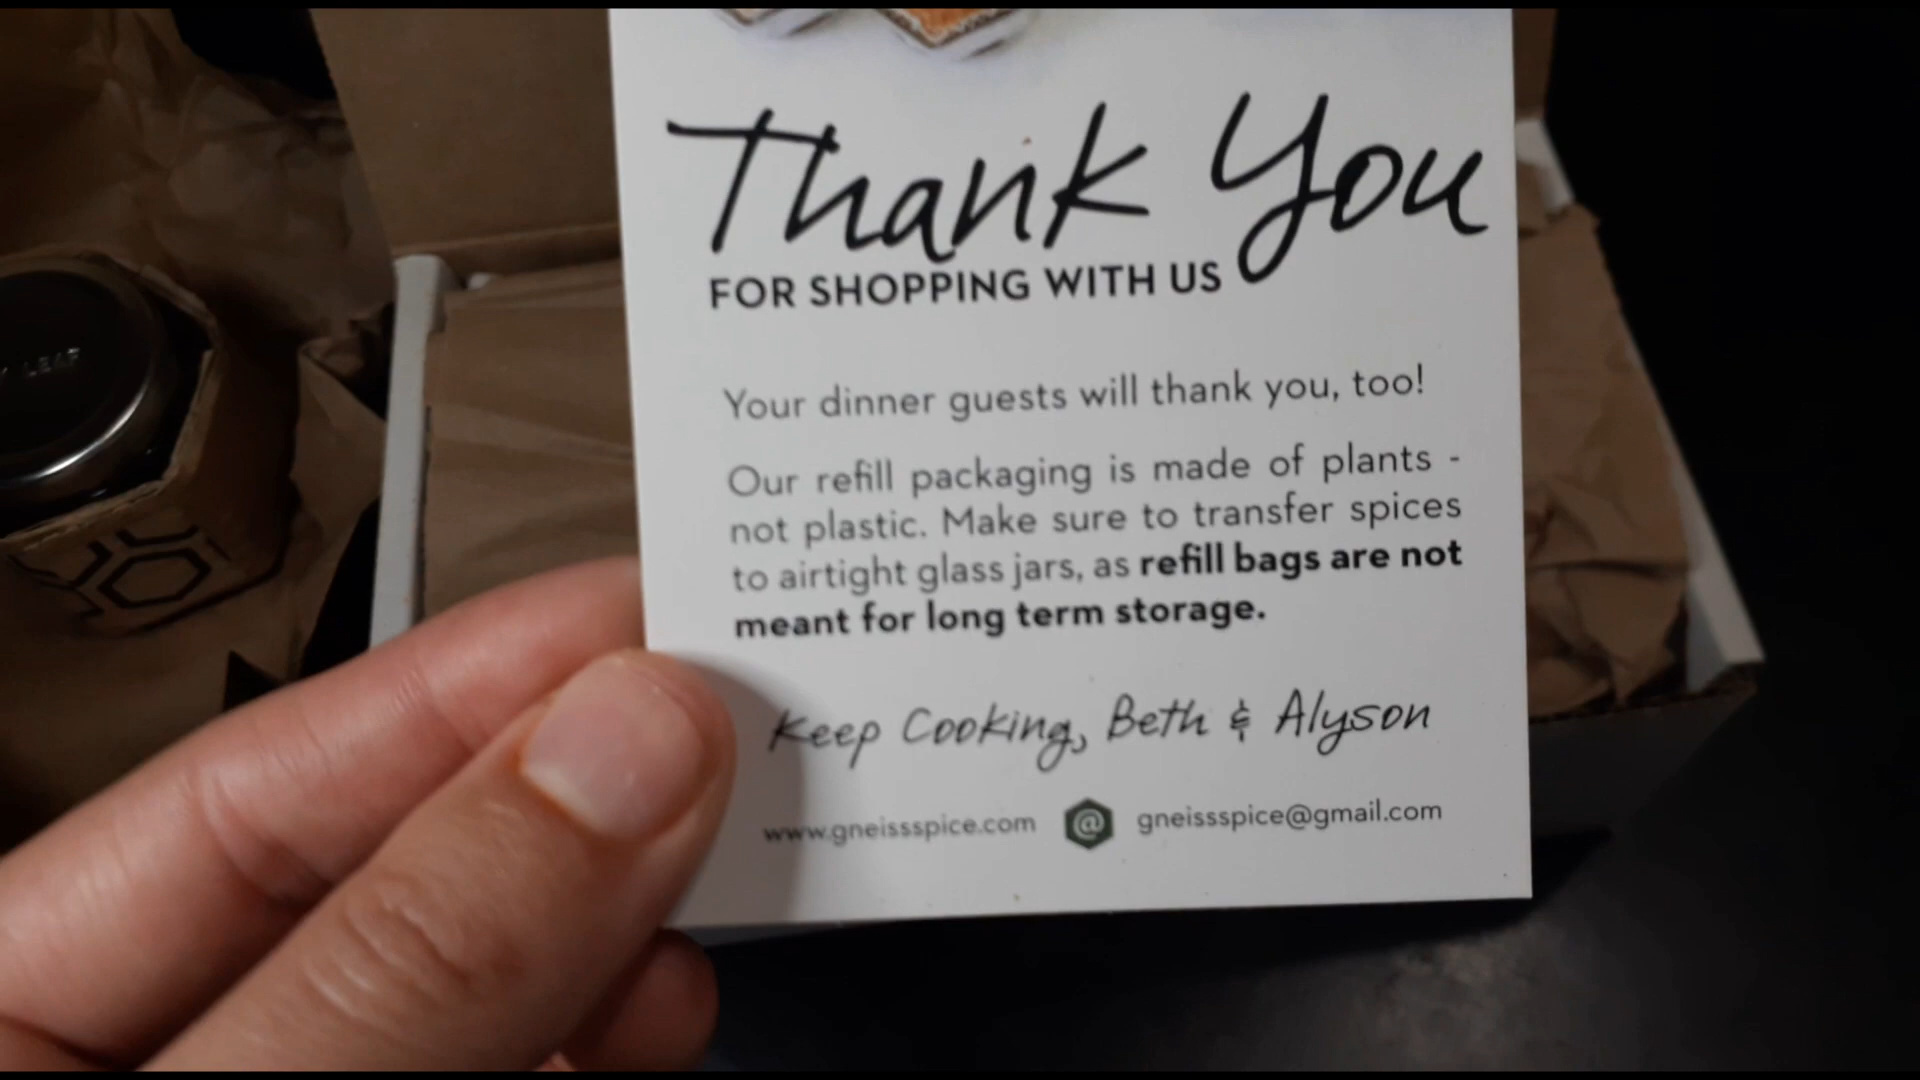 Thank You
FOR SHOPPING WITH US
Your dinner guests will thank you, too!
Our refill packaging is made of plants -
not plastic. Make sure to transfer spices
to airtight glass jars, as refill bags are not
meant for long term storage.
Keep Cooking, Beth & Alyson
www.gneissspice.com @ gneissspice@gmail.com
LEAF